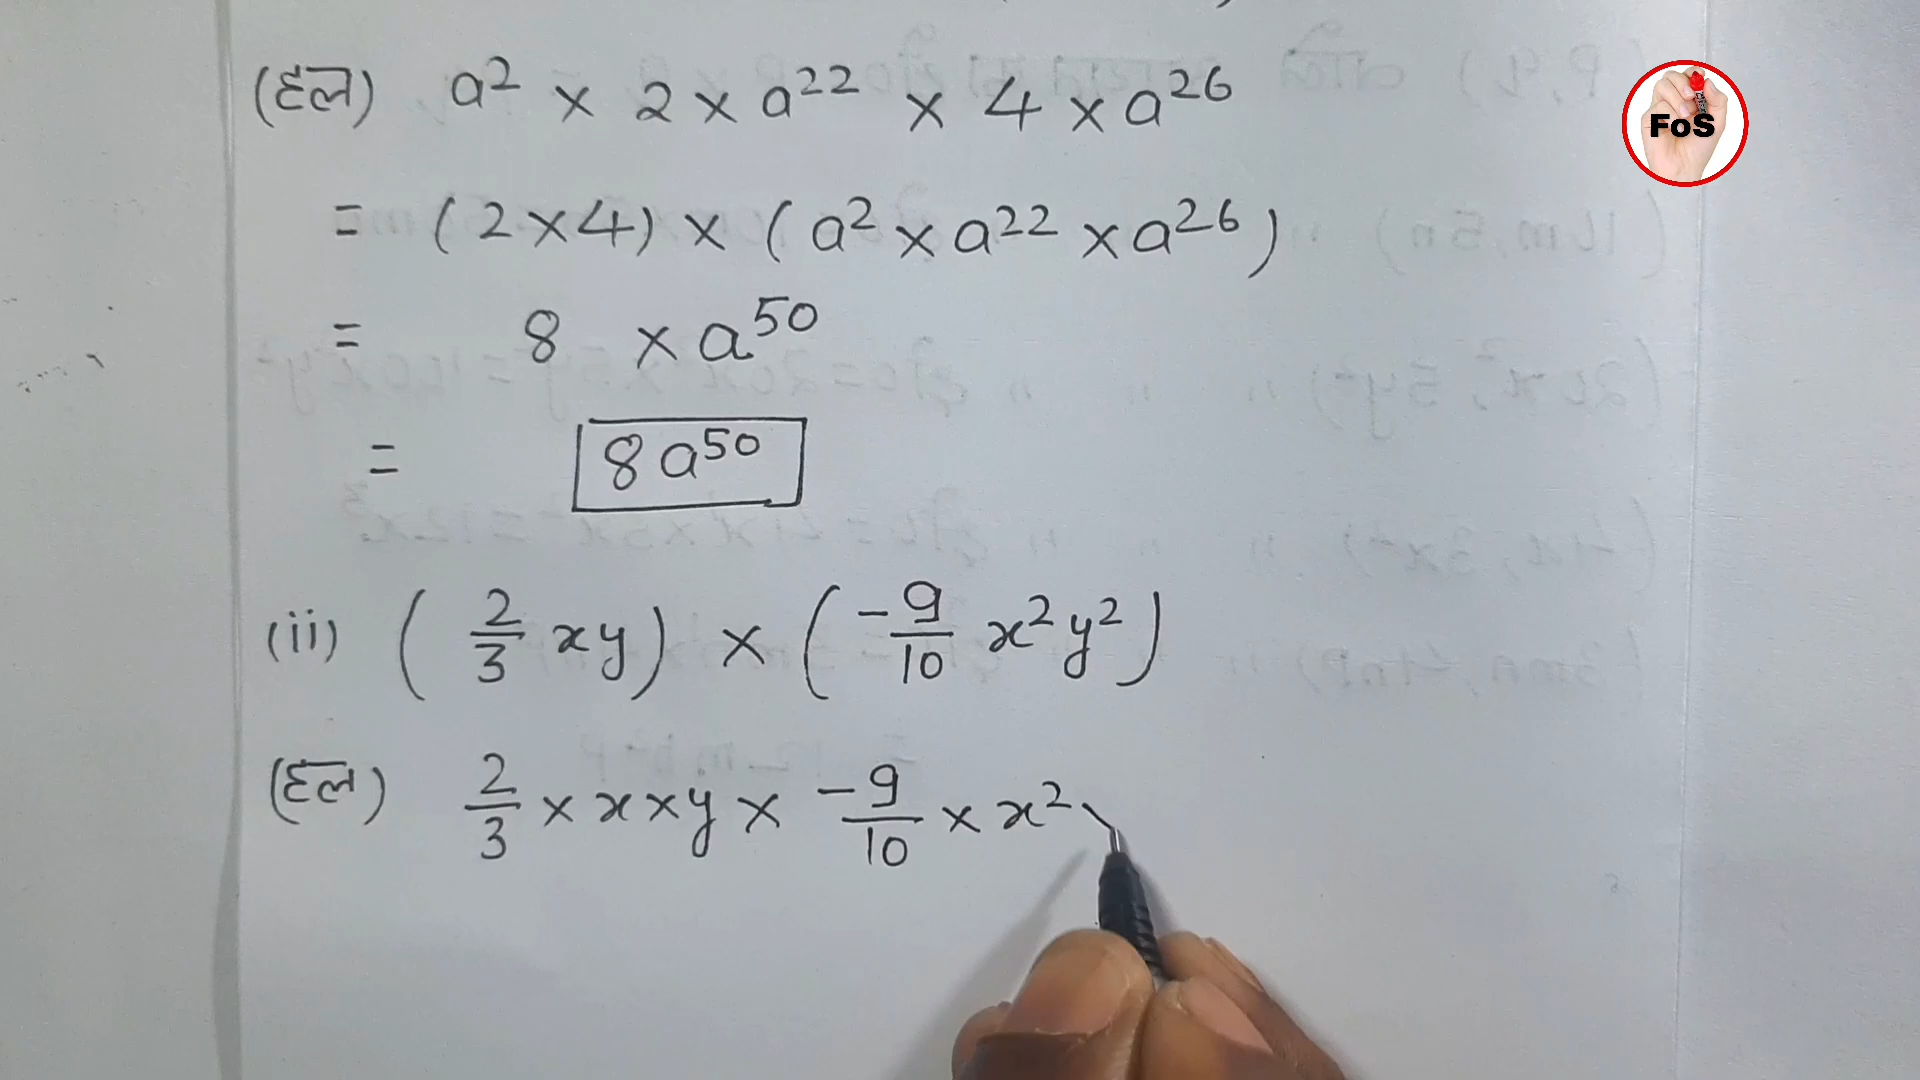 (हल) a² × 2 × a²² × 4 × a²⁶
= (2×4) × (a² × a²² × a²⁶)
= 8 × a⁵⁰
= 8a⁵⁰
(ii) (2/3 xy) × (-9/10 x²y²)
(हल) 2/3 × x × y × -9/10 × x²
FoS